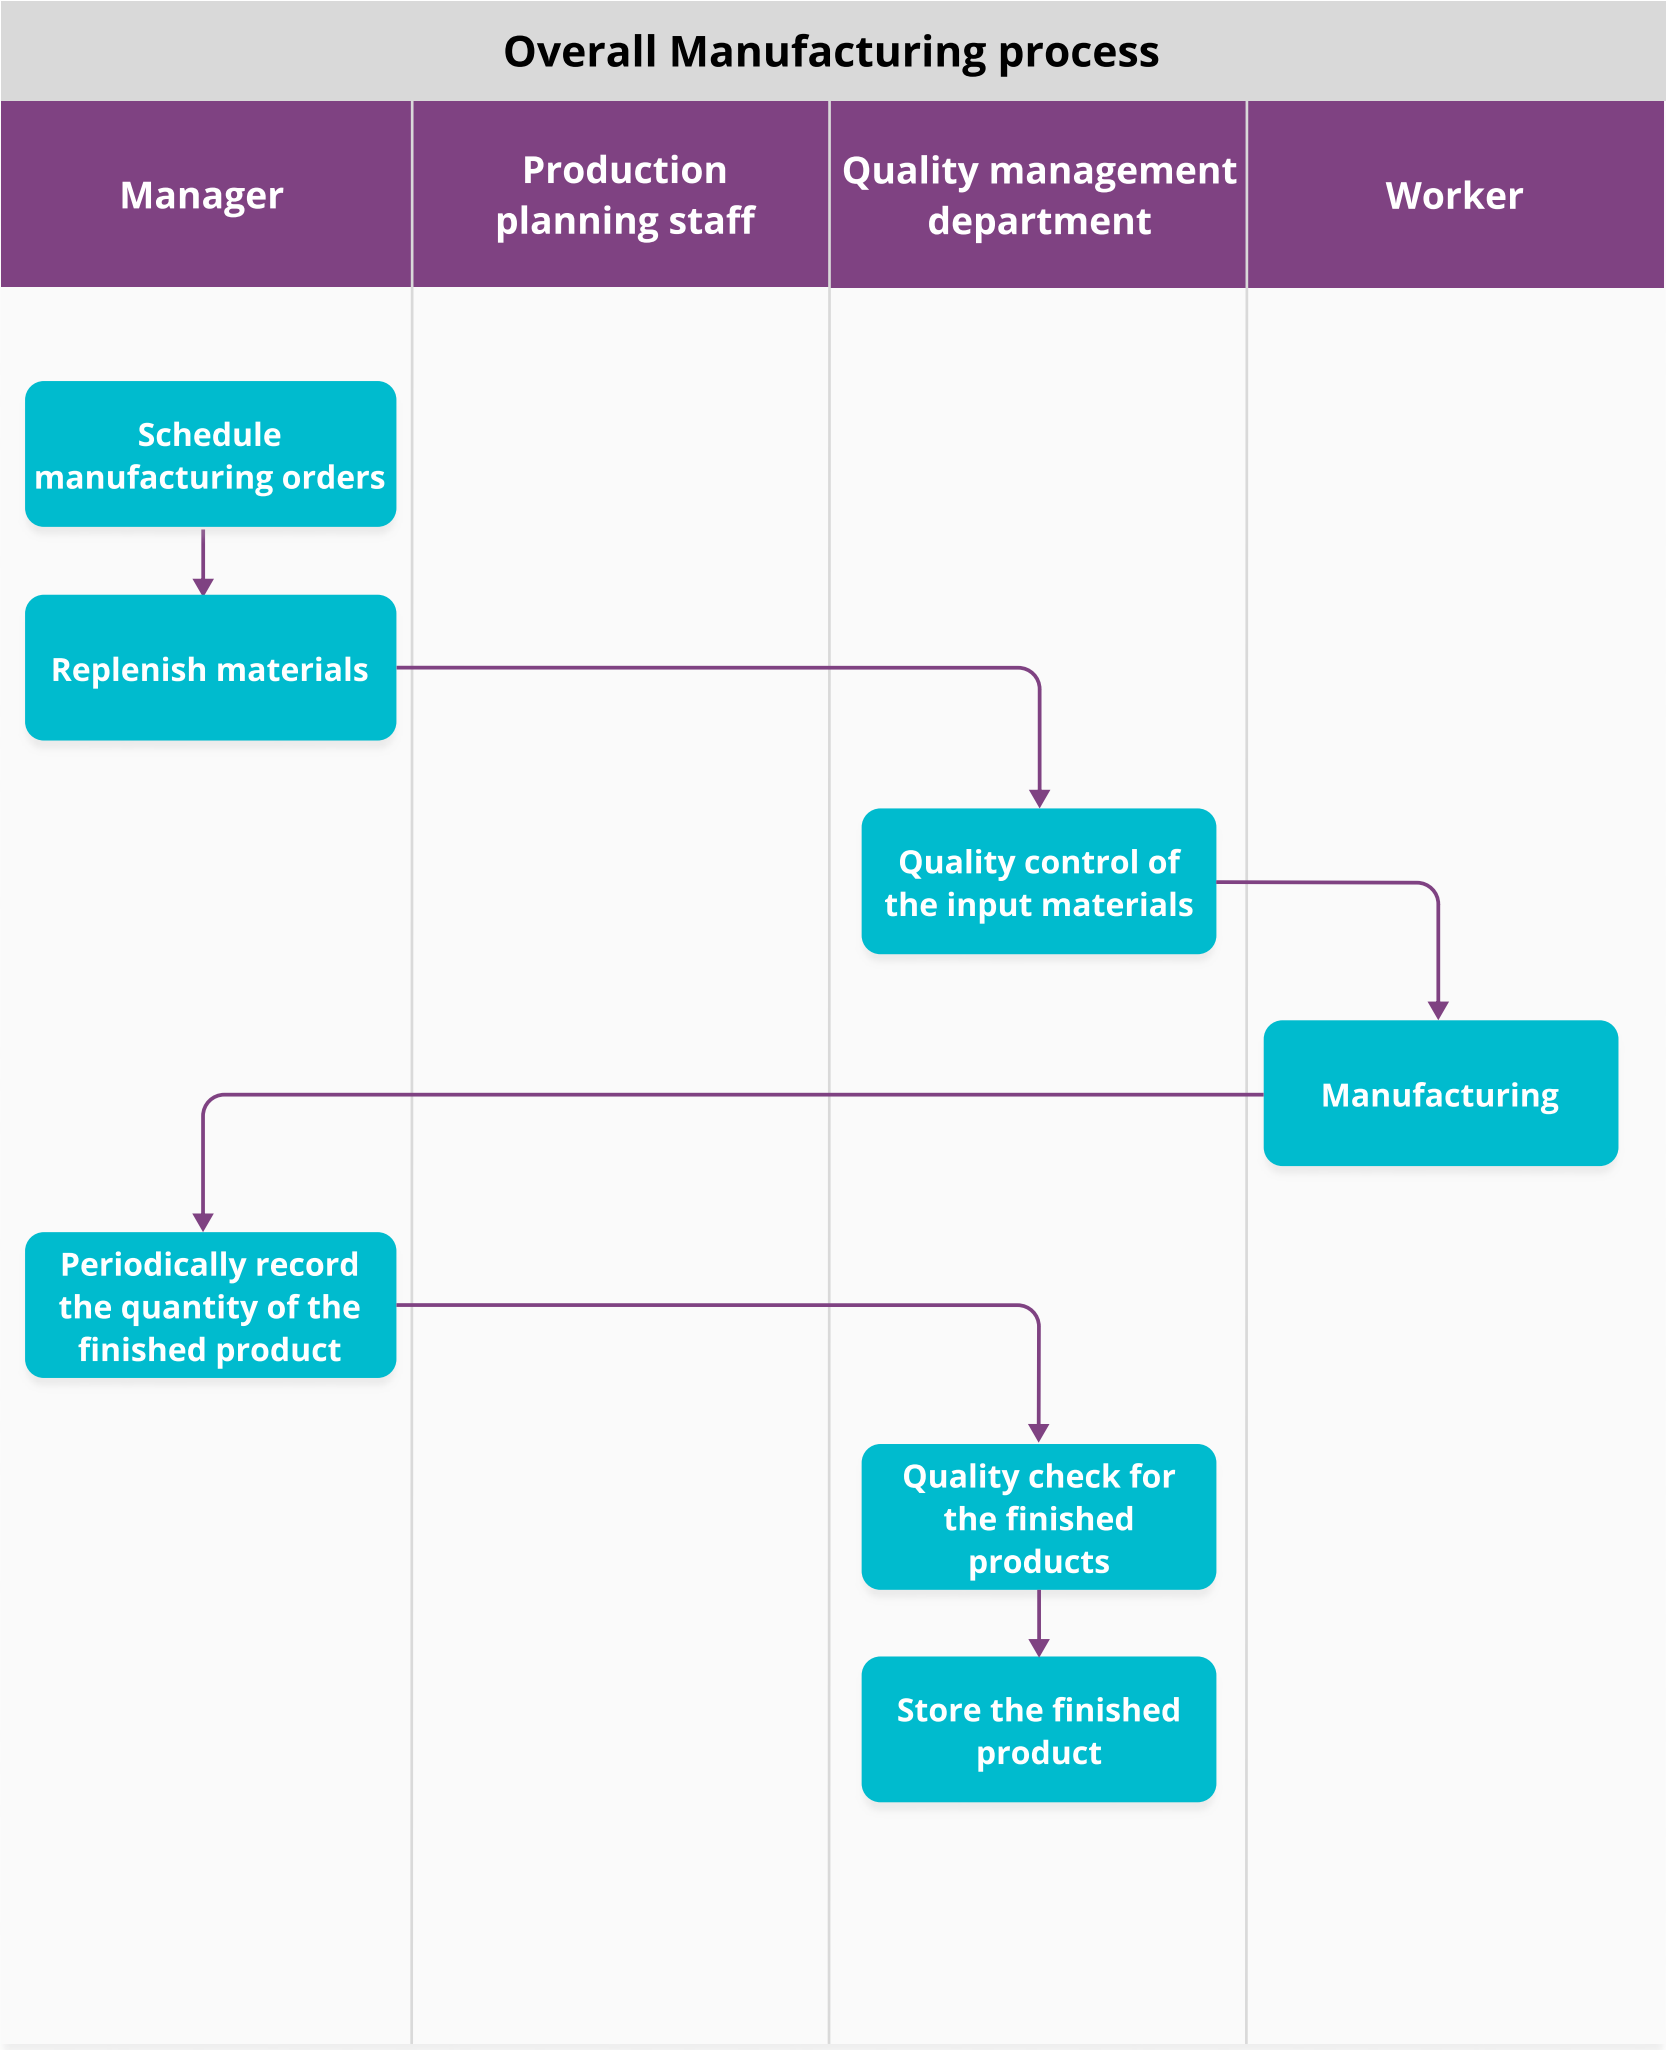 Overall Manufacturing process
Manager
Production
planning staff
Quality management
department
Worker
Schedule
manufacturing orders
Replenish materials
Quality control of
the input materials
Manufacturing
Periodically record
the quantity of the
finished product
Quality check for
the finished
products
Store the finished
product